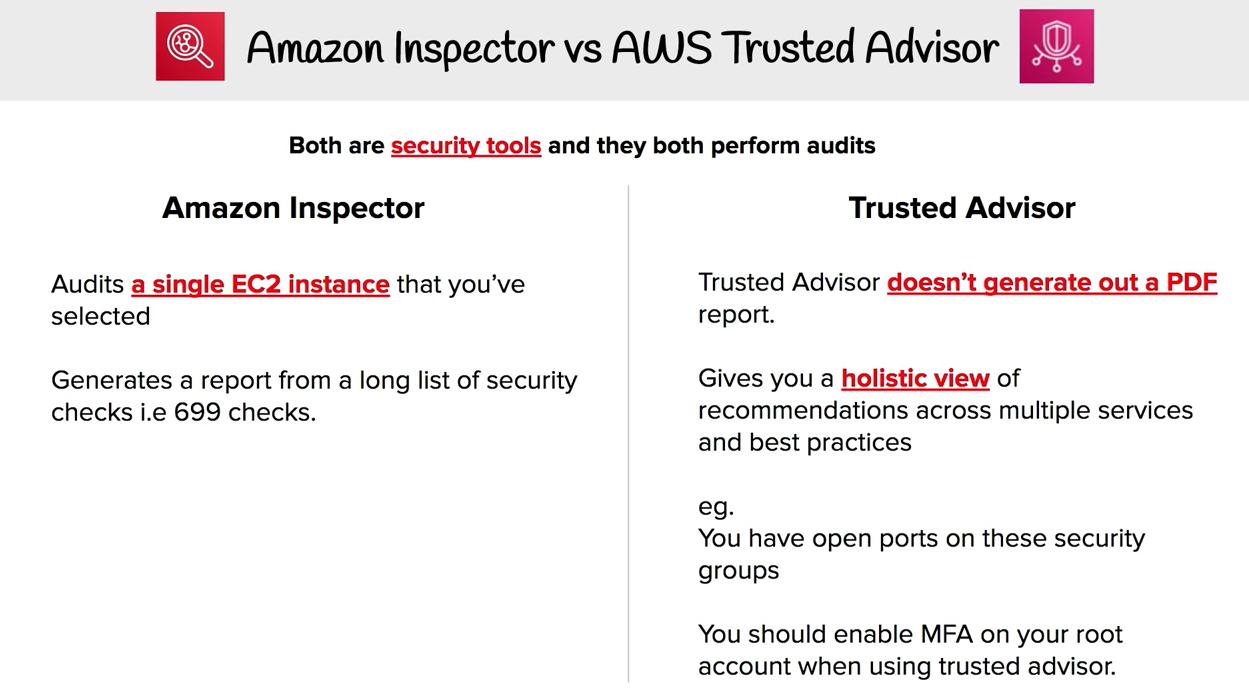 Amazon Inspector vs AWS Trusted Advisor
Both are security tools and they both perform audits
Amazon Inspector
Audits a single EC2 instance that you've
selected
Generates a report from a long list of security
checks i.e 699 checks.
Trusted Advisor
Trusted Advisor doesn't generate out a PDF
report.
Gives you a holistic view of
recommendations across multiple services
and best practices
eg.
You have open ports on these security
groups
You should enable MFA on your root
account when using trusted advisor.